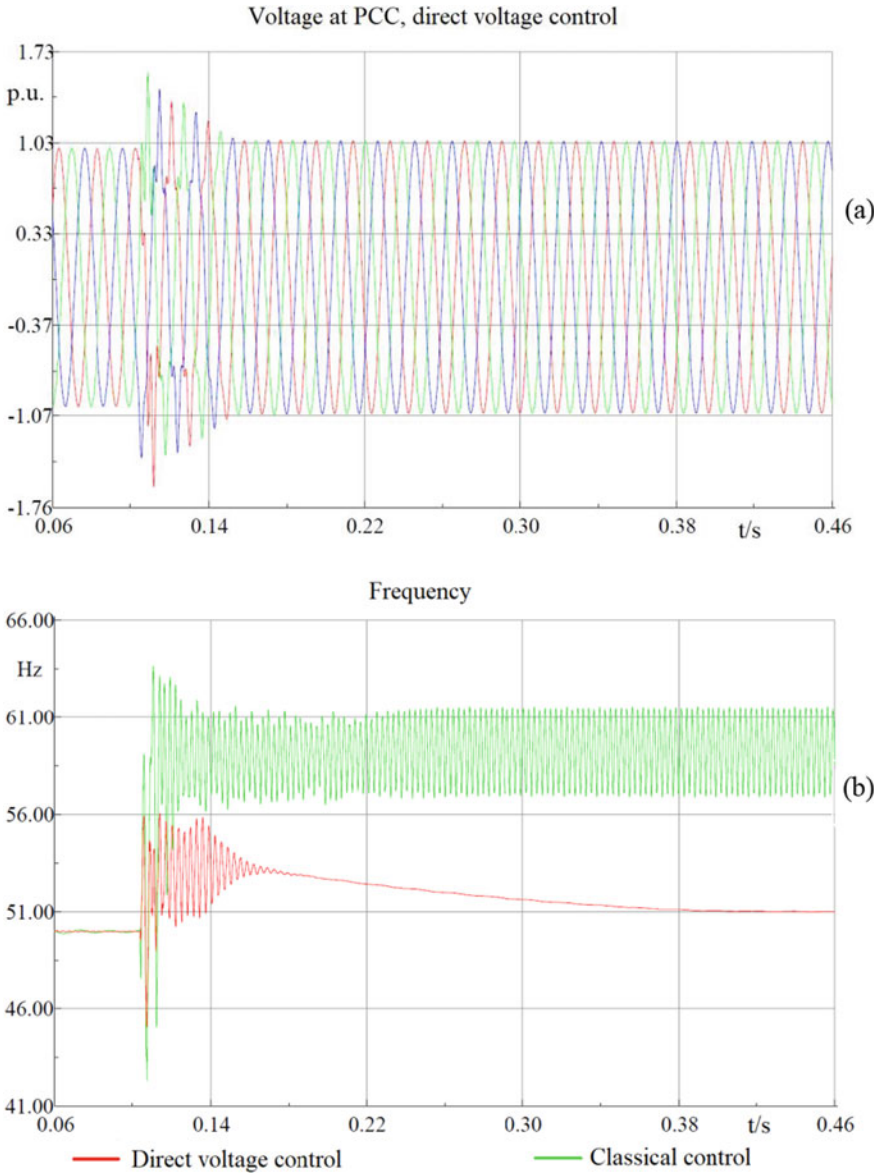 Voltage at PCC, direct voltage control
1.73
p.u.
1.03
0.33
-0.37
-1.07
-1.76
0.06 0.14 0.22 0.30 0.38 t/s 0.46
(a)
Frequency
66.00
Hz
61.00
56.00
51.00
46.00
41.00
0.06 0.14 0.22 0.30 0.38 t/s 0.46
(b)
Direct voltage control Classical control